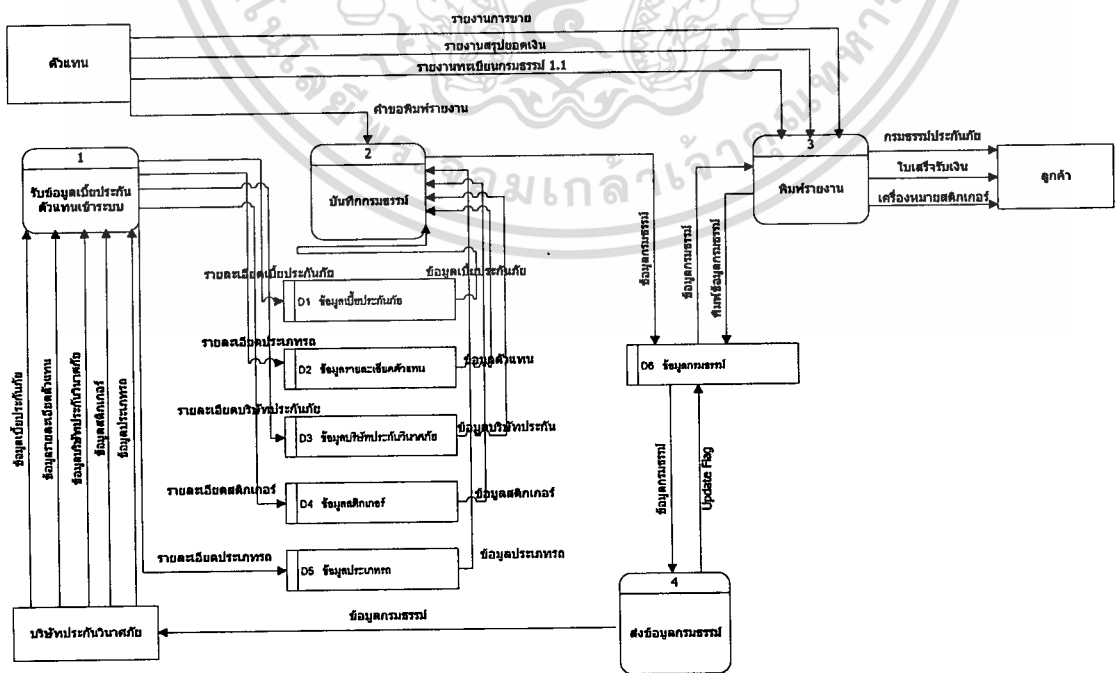 รายงานการขาย
รายงานสรุปยอดเงิน
รายงานทะเบียนกรมธรรม์ 1.1
ตัวแทน
คำขอพิมพ์รายงาน
1
รับข้อมูลเบี้ยประกัน
ตัวแทนเข้าระบบ
2
บันทึกกรมธรรม์
3
พิมพ์รายงาน
กรมธรรม์ประกันภัย
ใบเสร็จรับเงิน
เครื่องหมายสติกเกอร์
ลูกค้า
พระจอมเกล้าเจ้าคุณทหาร
ข้อมูลกรมธรรม์
ข้อมูลกรมธรรม์
พิมพ์ข้อมูลกรมธรรม์
รายละเอียดเบี้ยประกันภัย
ข้อมูลเบี้ยประกันภัย
D1 ข้อมูลเบี้ยประกันภัย
รายละเอียดประเภทรถ
D2 ข้อมูลรายละเอียดตัวแทน
ข้อมูลตัวแทน
D6 ข้อมูลกรมธรรม์
รายละเอียดบริษัทประกันภัย
D3 ข้อมูลบริษัทประกันวินาศภัย
ข้อมูลบริษัทประกัน
รายละเอียดสติกเกอร์
D4 ข้อมูลสติกเกอร์
ข้อมูลสติกเกอร์
รายละเอียดประเภทรถ
D5 ข้อมูลประเภทรถ
ข้อมูลประเภทรถ
ข้อมูลเบี้ยประกันภัย
ข้อมูลรายละเอียดตัวแทน
ข้อมูลบริษัทประกันวินาศภัย
ข้อมูลสติกเกอร์
ข้อมูลประเภทรถ
ข้อมูลกรมธรรม์
Update Flag
4
ส่งข้อมูลกรมธรรม์
ข้อมูลกรมธรรม์
บริษัทประกันวินาศภัย